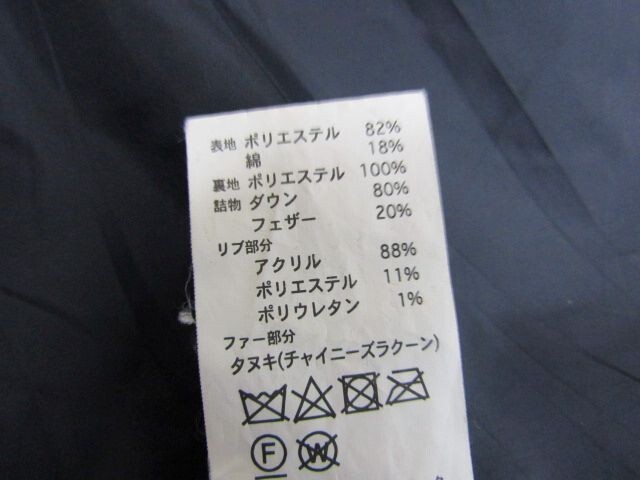 表地 ポリエステル 82%
綿 18%
裏地 ポリエステル 100%
詰物 ダウン 80%
フェザー 20%
リブ部分
アクリル 88%
ポリエステル 11%
ポリウレタン 1%
ファー部分
タヌキ(チャイニーズラクーン)
F W